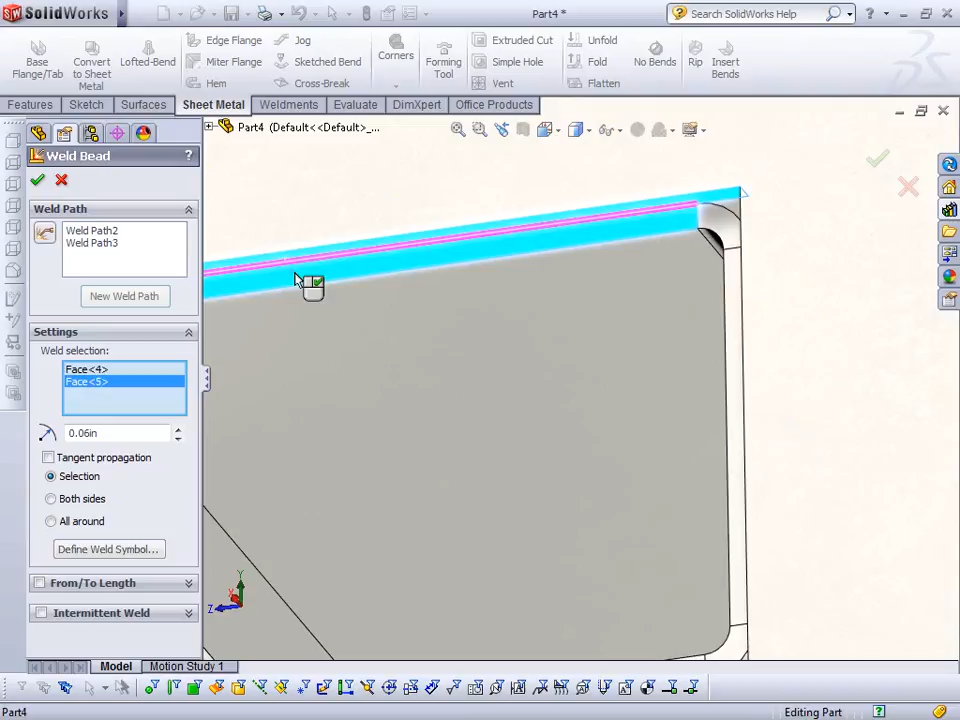 SolidWorks
Part4 *
Search SolidWorks Help
Base Flange/Tab
Convert to Sheet Metal
Lofted-Bend
Edge Flange
Miter Flange
Hem
Jog
Sketched Bend
Cross-Break
Corners
Forming Tool
Extruded Cut
Simple Hole
Vent
Unfold
Fold
Flatten
No Bends
Rip
Insert Bends
Features
Sketch
Surfaces
Sheet Metal
Weldments
Evaluate
DimXpert
Office Products
Part4 (Default<<Default>_...
Weld Bead
?
Weld Path
Weld Path2
Weld Path3
New Weld Path
Settings
Weld selection:
Face<4>
Face<5>
0.06in
Tangent propagation
Selection
Both sides
All around
Define Weld Symbol...
From/To Length
Intermittent Weld
Y
X
Z
Model
Motion Study 1
Part4
Editing Part
?